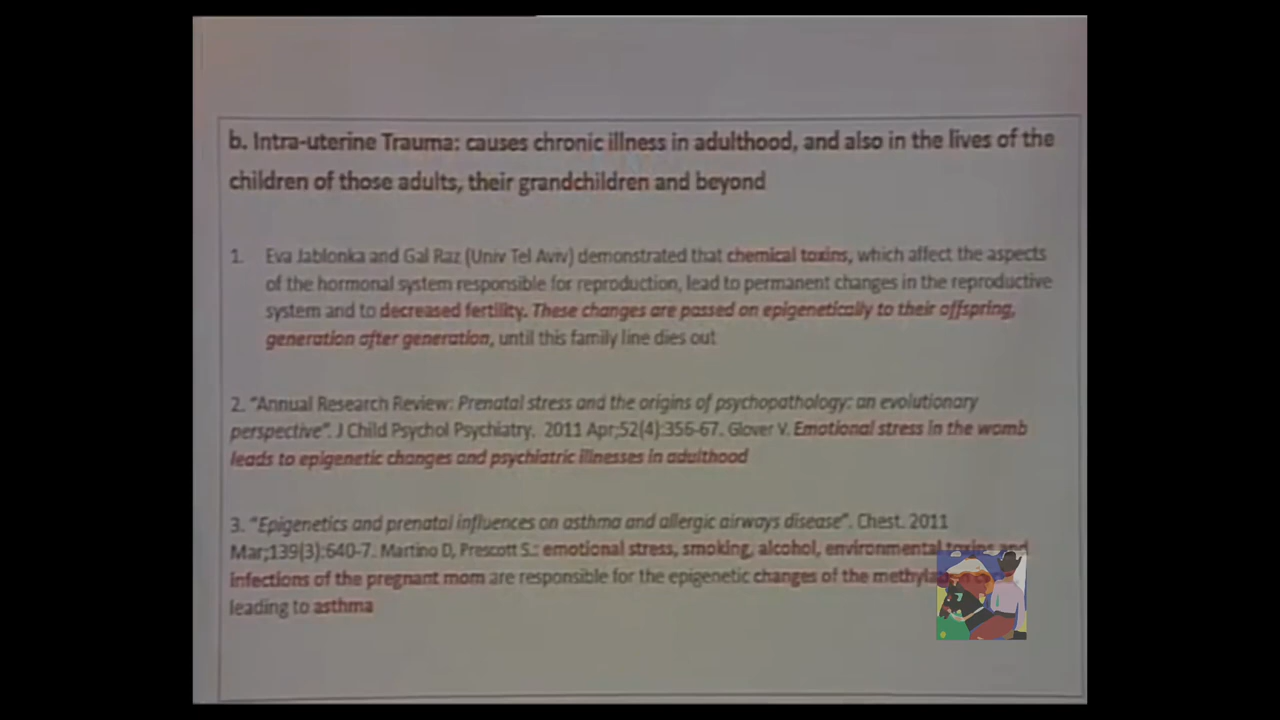 b. Intra-uterine Trauma: causes chronic illness in adulthood, and also in the lives of the
children of those adults, their grandchildren and beyond
1. Eva Jablonka and Gal Raz (Univ Tel Aviv) demonstrated that chemical toxins, which affect the aspects
of the hormonal system responsible for reproduction, lead to permanent changes in the reproductive
system and to decreased fertility. These changes are passed on epigenetically to their offspring,
generation after generation, until this family line dies out
2. "Annual Research Review: Prenatal stress and the origins of psychopathology: an evolutionary
perspective". J Child Psychol Psychiatry. 2011 Apr;52(4):356-67. Glover V. Emotional stress in the womb
leads to epigenetic changes and psychiatric illnesses in adulthood
3. "Epigenetics and prenatal influences on asthma and allergic airways disease". Chest. 2011
Mar;139(3):640-7. Martino D, Prescott S.: emotional stress, smoking, alcohol, environmental toxins and
infections of the pregnant mom are responsible for the epigenetic changes of the
leading to asthma